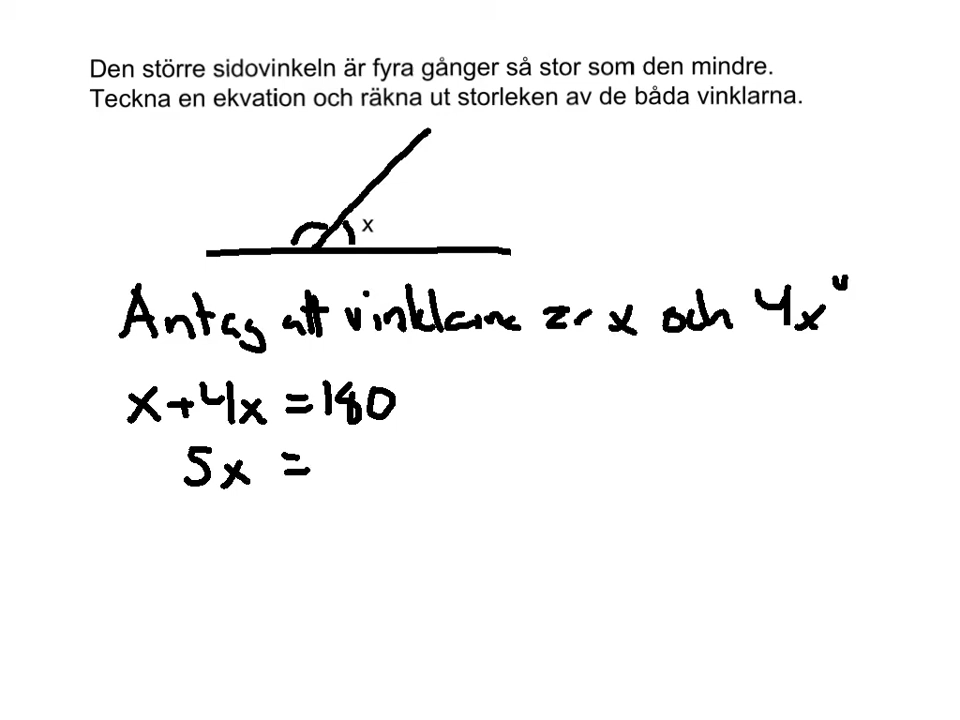 Den större sidovinkeln är fyra gånger så stor som den mindre.
Teckna en ekvation och räkna ut storleken av de båda vinklarna.
x
Antag att vinklarna är x och 4x°
x+4x = 180
5x =